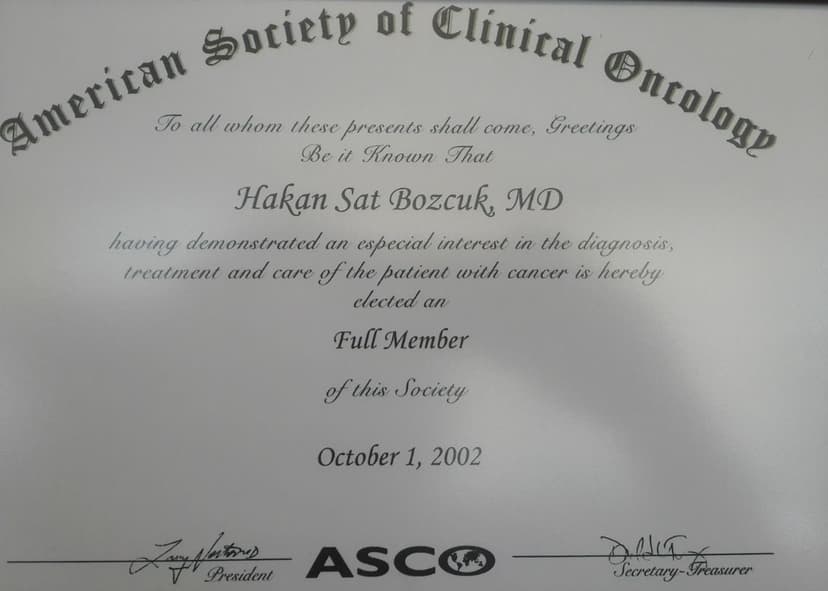 American Society of Clinical Oncology
To all whom these presents shall come, Greetings
Be it Known That
Hakan Sat Bozcuk, MD
having demonstrated an especial interest in the diagnosis,
treatment and care of the patient with cancer is hereby
elected an
Full Member
of this Society
October 1, 2002
President
ASCO
Secretary-Treasurer